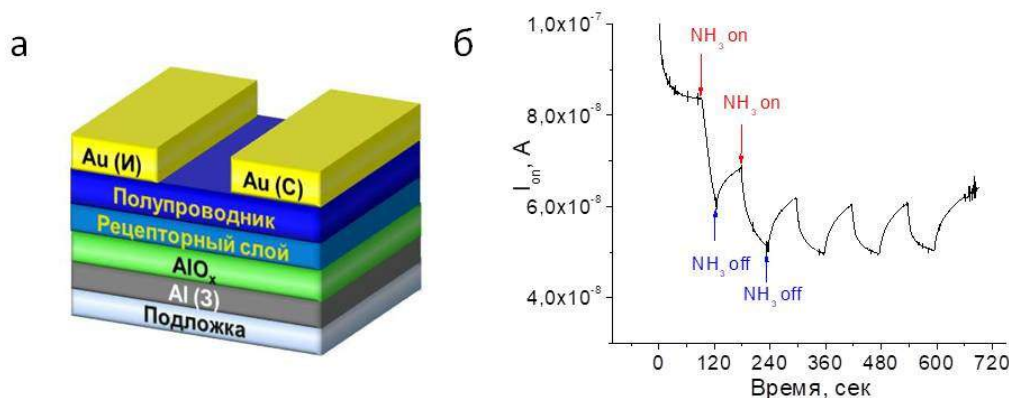 а
Au (И)
Au (С)
Полупроводник
Рецепторный слой
AlOx
Al (З)
Подложка
б
1,0x10-7
8,0x10-8
6,0x10-8
4,0x10-8
Ion, A
NH3 on
NH3 on
NH3 off
NH3 off
0 120 240 360 480 600 720
Время, сек